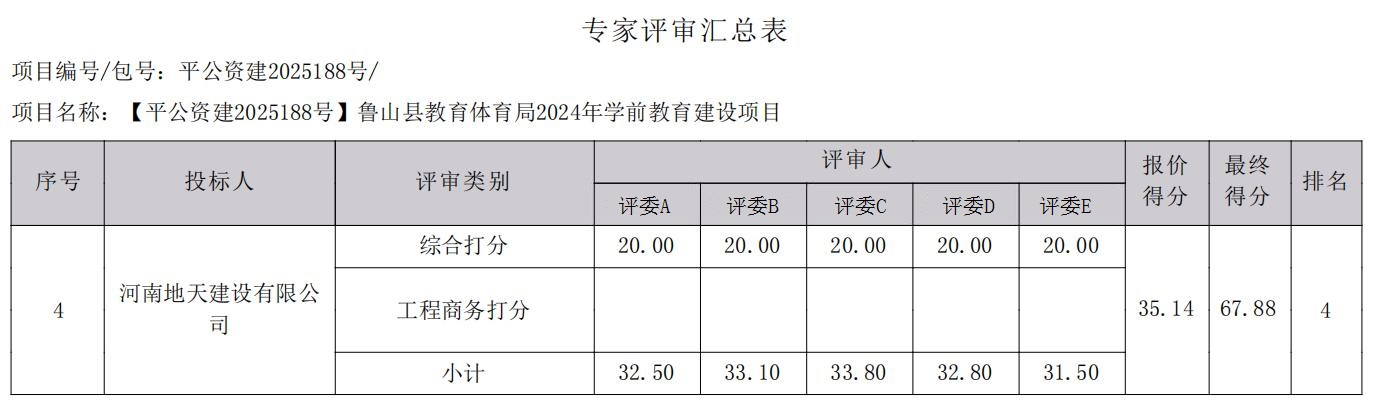 专家评审汇总表
项目编号/包号：平公资建2025188号/
项目名称：【平公资建2025188号】鲁山县教育体育局2024年学前教育建设项目
序号 投标人 评审类别 评审人 报价得分 最终得分 排名
评委A 评委B 评委C 评委D 评委E
4 河南地天建设有限公司 综合打分 20.00 20.00 20.00 20.00 20.00 35.14 67.88 4
工程商务打分
小计 32.50 33.10 33.80 32.80 31.50